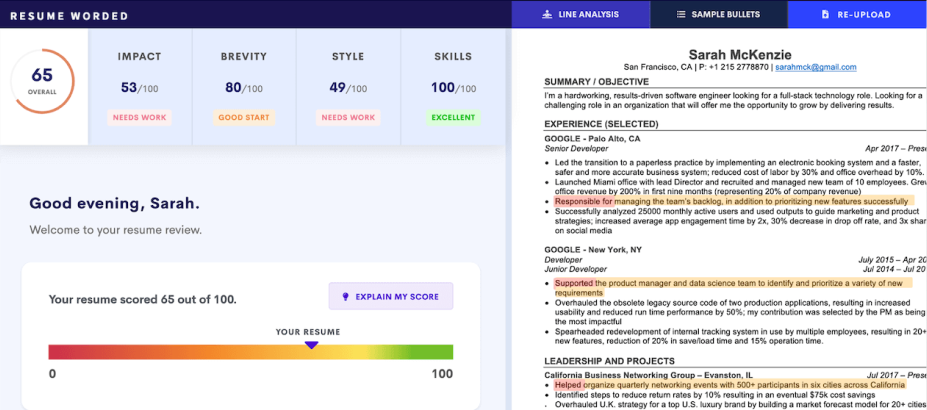 RESUME WORDED
LINE ANALYSIS
SAMPLE BULLETS
RE-UPLOAD
65
OVERALL
IMPACT
53/100
NEEDS WORK
BREVITY
80/100
GOOD START
STYLE
49/100
NEEDS WORK
SKILLS
100/100
EXCELLENT
Good evening, Sarah.
Welcome to your resume review.
Your resume scored 65 out of 100.
EXPLAIN MY SCORE
YOUR RESUME
0
100
Sarah McKenzie
San Francisco, CA | P: +1 215 2778870 | sarahmck@gmail.com
SUMMARY / OBJECTIVE
I'm a hardworking, results-driven software engineer looking for a full-stack technology role. Looking for a
challenging role in an organization that will offer me the opportunity to grow by delivering results.
EXPERIENCE (SELECTED)
GOOGLE - Palo Alto, CA
Senior Developer Apr 2017 – Prese
• Led the transition to a paperless practice by implementing an electronic booking system and a faster,
safer and more accurate business system; reduced cost of labor by 30% and office overhead by 10%.
• Launched Miami office with lead Director and recruited and managed new team of 10 employees. Grew
office revenue by 200% in first nine months (representing 20% of company revenue)
• Responsible for managing the team's backlog, in addition to prioritizing new features successfully
• Successfully analyzed 25000 monthly active users and used outputs to guide marketing and product
strategies; increased average app engagement time by 2x, 30% decrease in drop off rate, and 3x shar
on social media
GOOGLE - New York, NY
Developer July 2015 – Apr 20
Junior Developer Jul 2014 – Jul 20
• Supported the product manager and data science team to identify and prioritize a variety of new
requirements
• Overhauled the obsolete legacy source code of two production applications, resulting in increased
usability and reduced run time performance by 50%; my contribution was selected by the PM as being
the most impactful
• Spearheaded redevelopment of internal tracking system in use by multiple employees, resulting in 20+
new features, reduction of 20% in save/load time and 15% operation time.
LEADERSHIP AND PROJECTS
California Business Networking Group – Evanston, IL Jul 2017 – Prese
• Helped organize quarterly networking events with 500+ participants in six cities across California
• Identified steps to reduce return rates by 10% resulting in an eventual $75k cost savings
• Overhauled U.K. strategy for a top U.S. luxury brand by building a market forecast model for 20+ cities